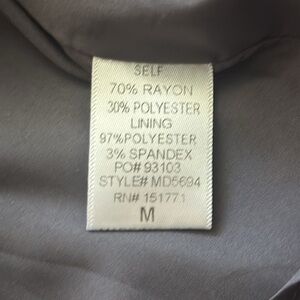 SELF
70% RAYON
30% POLYESTER
LINING
97%POLYESTER
3% SPANDEX
PO# 93103
STYLE# MD5694
RN# 151771
M